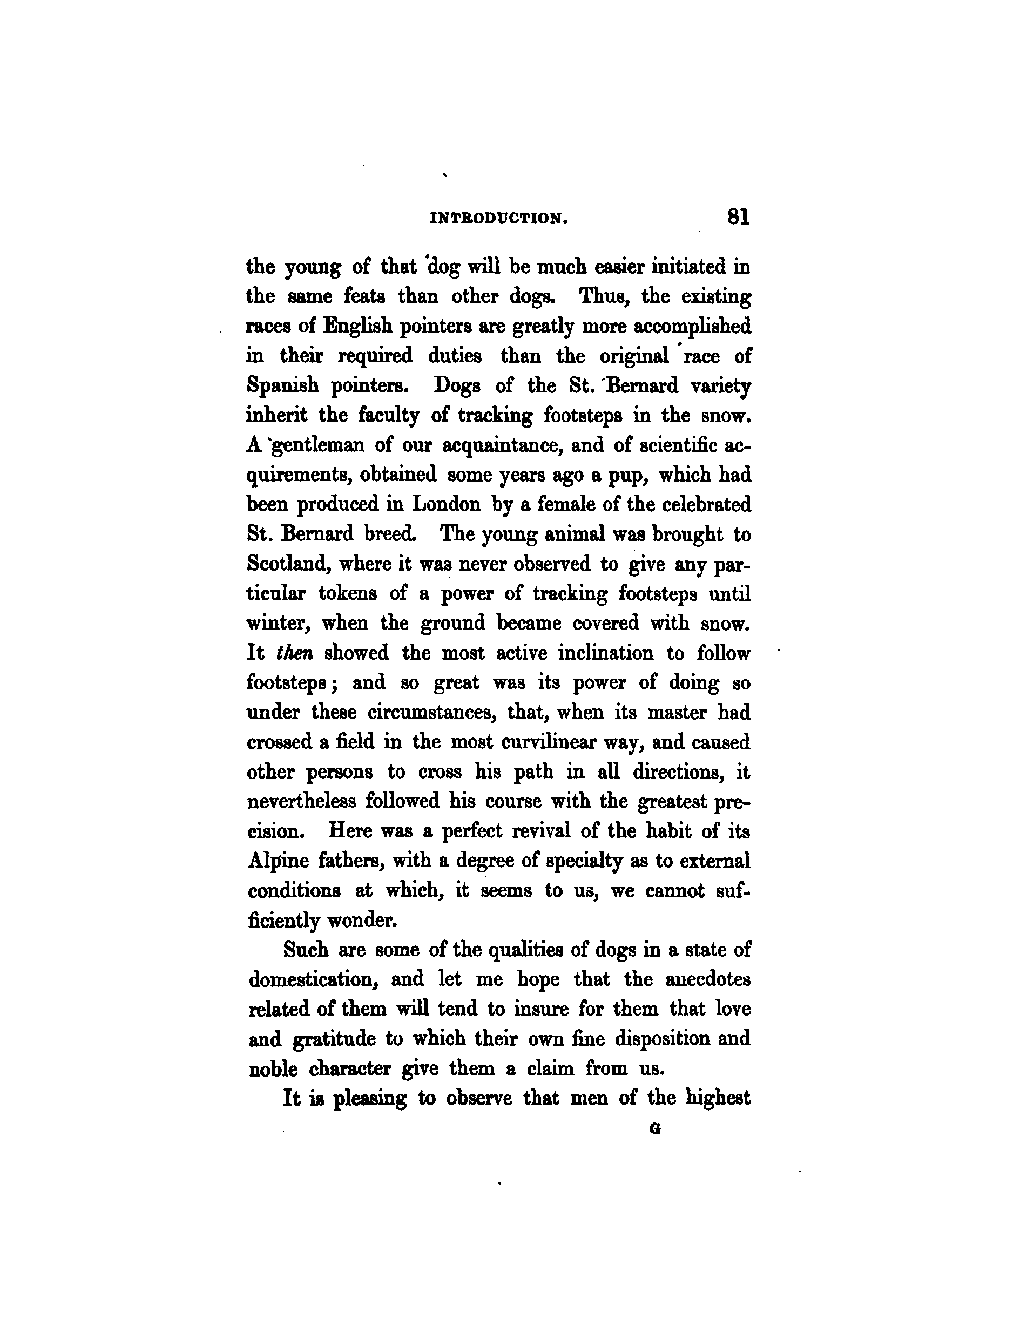 INTRODUCTION. 81
the young of that dog will be much easier initiated in
the same feats than other dogs. Thus, the existing
races of English pointers are greatly more accomplished
in their required duties than the original race of
Spanish pointers. Dogs of the St. Bernard variety
inherit the faculty of tracking footsteps in the snow.
A gentleman of our acquaintance, and of scientific ac-
quirements, obtained some years ago a pup, which had
been produced in London by a female of the celebrated
St. Bernard breed. The young animal was brought to
Scotland, where it was never observed to give any par-
ticular tokens of a power of tracking footsteps until
winter, when the ground became covered with snow.
It then showed the most active inclination to follow
footsteps; and so great was its power of doing so
under these circumstances, that, when its master had
crossed a field in the most curvilinear way, and caused
other persons to cross his path in all directions, it
nevertheless followed his course with the greatest pre-
cision. Here was a perfect revival of the habit of its
Alpine fathers, with a degree of specialty as to external
conditions at which, it seems to us, we cannot suf-
ficiently wonder.
Such are some of the qualities of dogs in a state of
domestication, and let me hope that the anecdotes
related of them will tend to insure for them that love
and gratitude to which their own fine disposition and
noble character give them a claim from us.
It is pleasing to observe that men of the highest
G